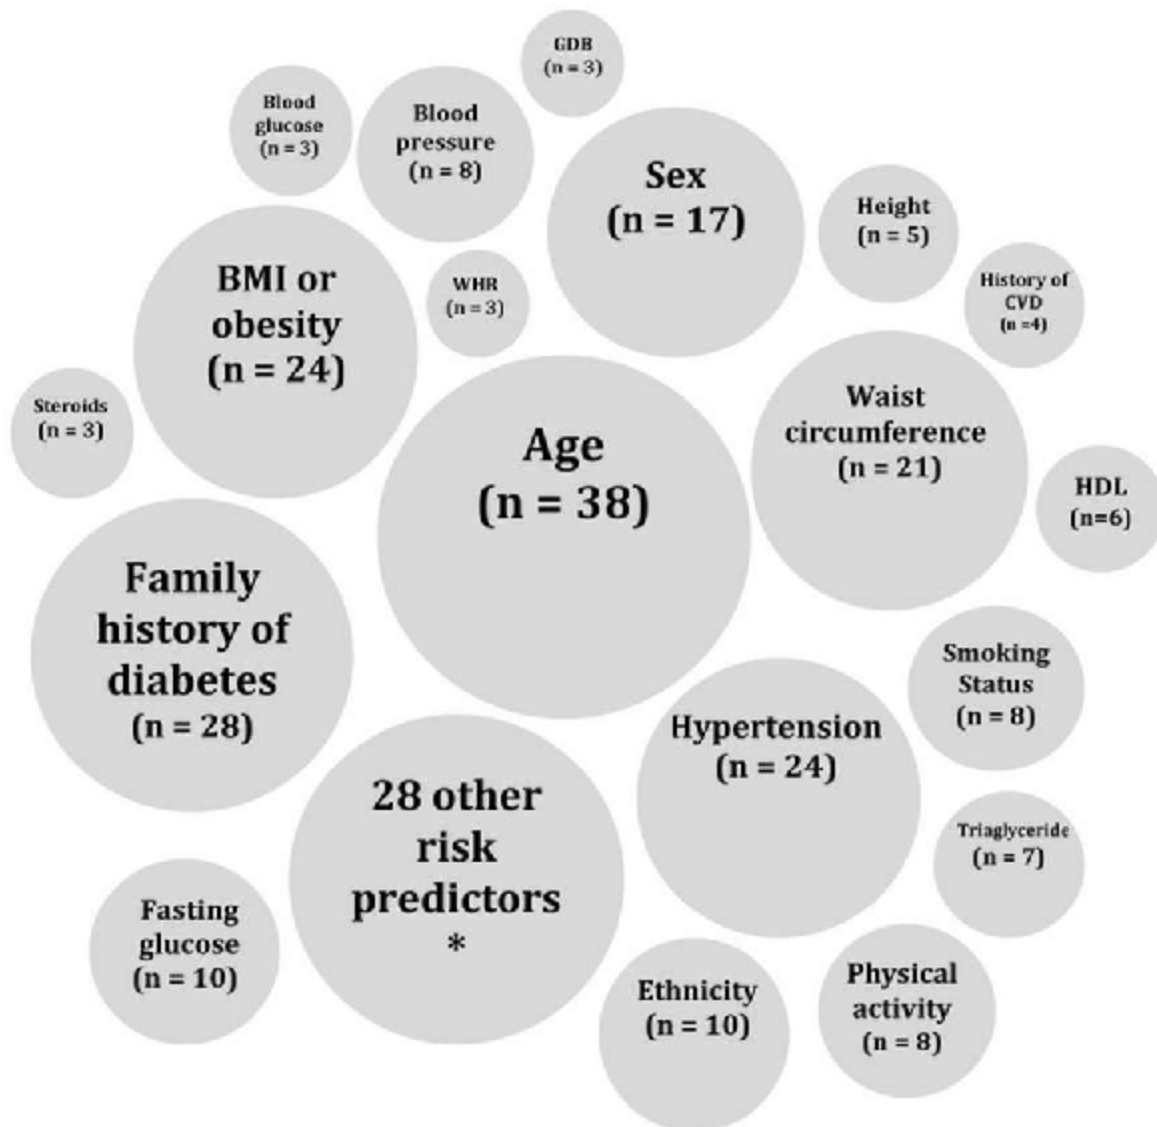 GDB
(n = 3)
Blood
glucose
(n = 3)
Blood
pressure
(n = 8)
Sex
(n = 17)
Height
(n = 5)
BMI or
obesity
(n = 24)
WHR
(n = 3)
History of
CVD
(n =4)
Steroids
(n = 3)
Age
(n = 38)
Waist
circumference
(n = 21)
HDL
(n=6)
Family
history of
diabetes
(n = 28)
Hypertension
(n = 24)
Smoking
Status
(n = 8)
28 other
risk
predictors
*
Triaglyceride
(n = 7)
Fasting
glucose
(n = 10)
Ethnicity
(n = 10)
Physical
activity
(n = 8)